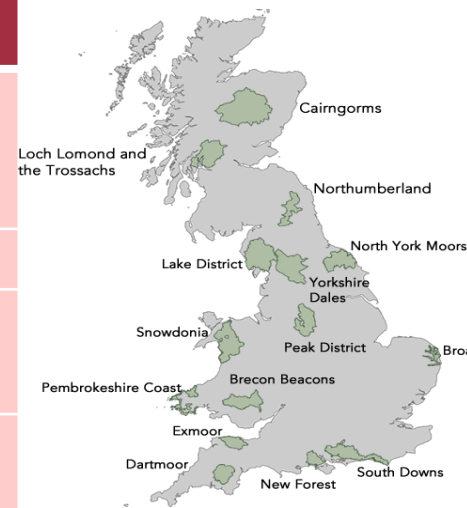 Cairngorms
Loch Lomond and
the Trossachs
Northumberland
North York Moors
Lake District
Yorkshire
Dales
Snowdonia
Peak District
Pembrokeshire Coast
Brecon Beacons
Exmoor
Dartmoor
South Downs
New Forest